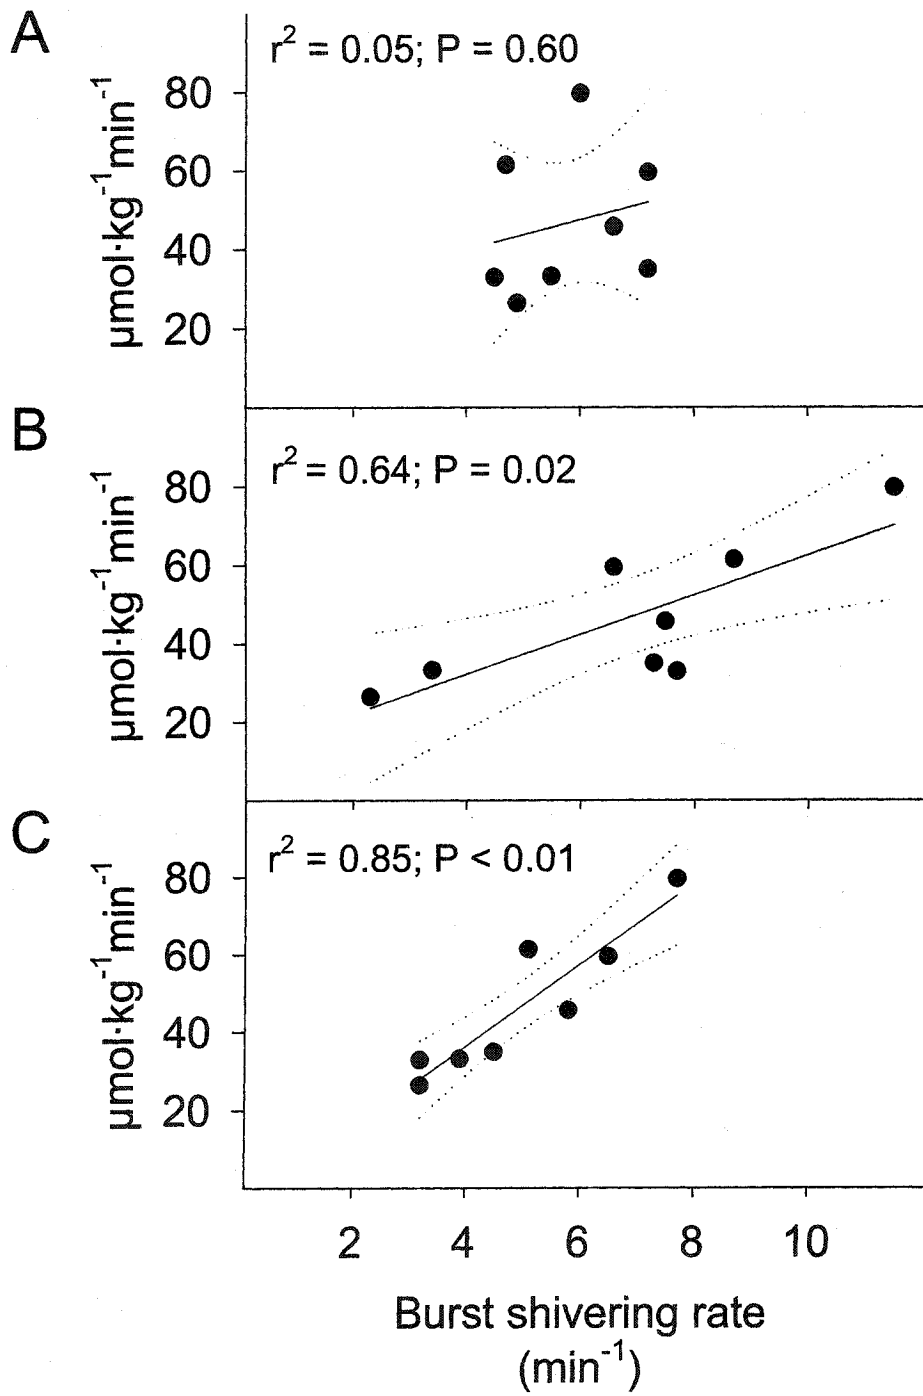 A
r² = 0.05; P = 0.60
80
60
40
20
µmol·kg⁻¹min⁻¹
B
r² = 0.64; P = 0.02
80
60
40
20
µmol·kg⁻¹min⁻¹
C
r² = 0.85; P < 0.01
80
60
40
20
µmol·kg⁻¹min⁻¹
2 4 6 8 10
Burst shivering rate
(min⁻¹)